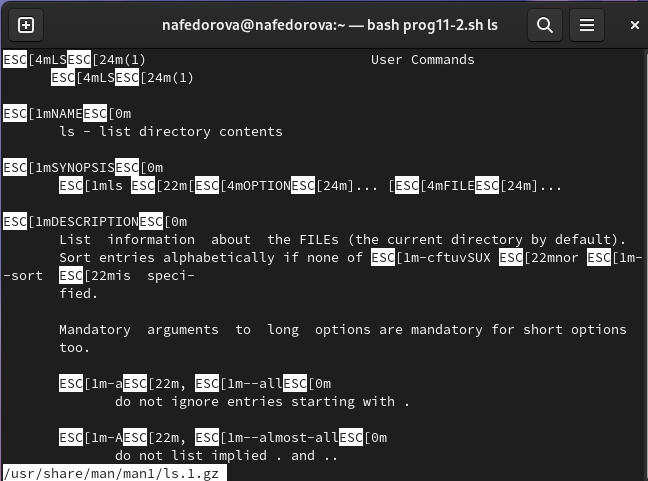 nafedorova@nafedorova:~ — bash prog11-2.sh ls
ESC[4mLSESC[24m(1) User Commands
ESC[4mLSESC[24m(1)
ESC[1mNAMEESC[0m
ls - list directory contents
ESC[1mSYNOPSISESC[0m
ESC[1mls ESC[22m[ESC[4mOPTIONESC[24m]... [ESC[4mFILEESC[24m]...
ESC[1mDESCRIPTIONESC[0m
List information about the FILEs (the current directory by default).
Sort entries alphabetically if none of ESC[1m-cftuvSUX ESC[22mnor ESC[1m-
-sort ESC[22mis speci-
fied.
Mandatory arguments to long options are mandatory for short options
too.
ESC[1m-aESC[22m, ESC[1m--allESC[0m
do not ignore entries starting with .
ESC[1m-AESC[22m, ESC[1m--almost-allESC[0m
do not list implied . and ..
/usr/share/man/man1/ls.1.gz